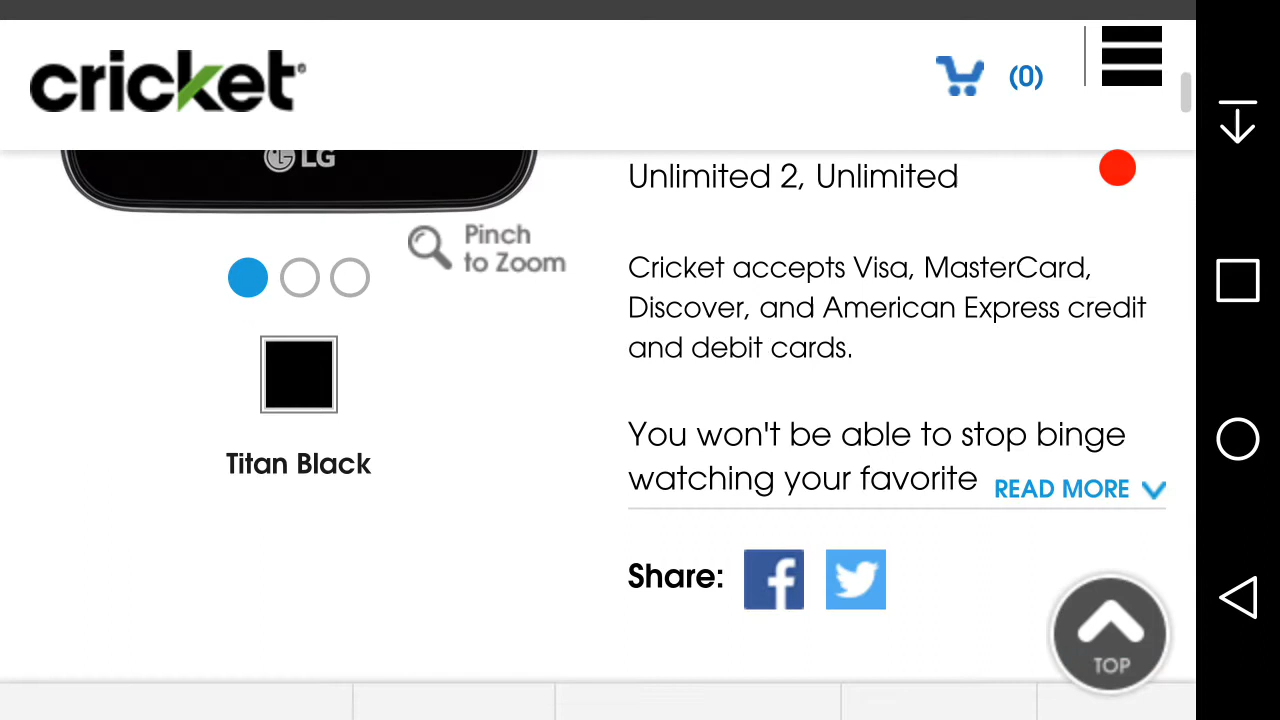 cricket
(0)
LG
Pinch
to Zoom
Titan Black
Unlimited 2, Unlimited
Cricket accepts Visa, MasterCard,
Discover, and American Express credit
and debit cards.
You won't be able to stop binge
watching your favorite READ MORE
Share:
TOP